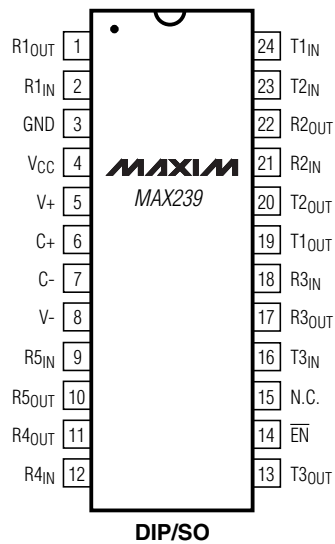 R1OUT 1 24 T1IN
R1IN 2 23 T2IN
GND 3 22 R2OUT
VCC 4 MAXIM 21 R2IN
V+ 5 MAX239 20 T2OUT
C+ 6 19 T1OUT
C- 7 18 R3IN
V- 8 17 R3OUT
R5IN 9 16 T3IN
R5OUT 10 15 N.C.
R4OUT 11 14 E̅N̅
R4IN 12 13 T3OUT
DIP/SO